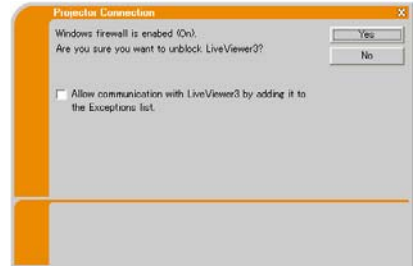 Projector Connection
X
Windows firewall is enabed (On).
Yes
Are you sure you want to unblock LiveViewer3?
No
Allow communication with LiveViewer3 by adding it to
the Exceptions list.